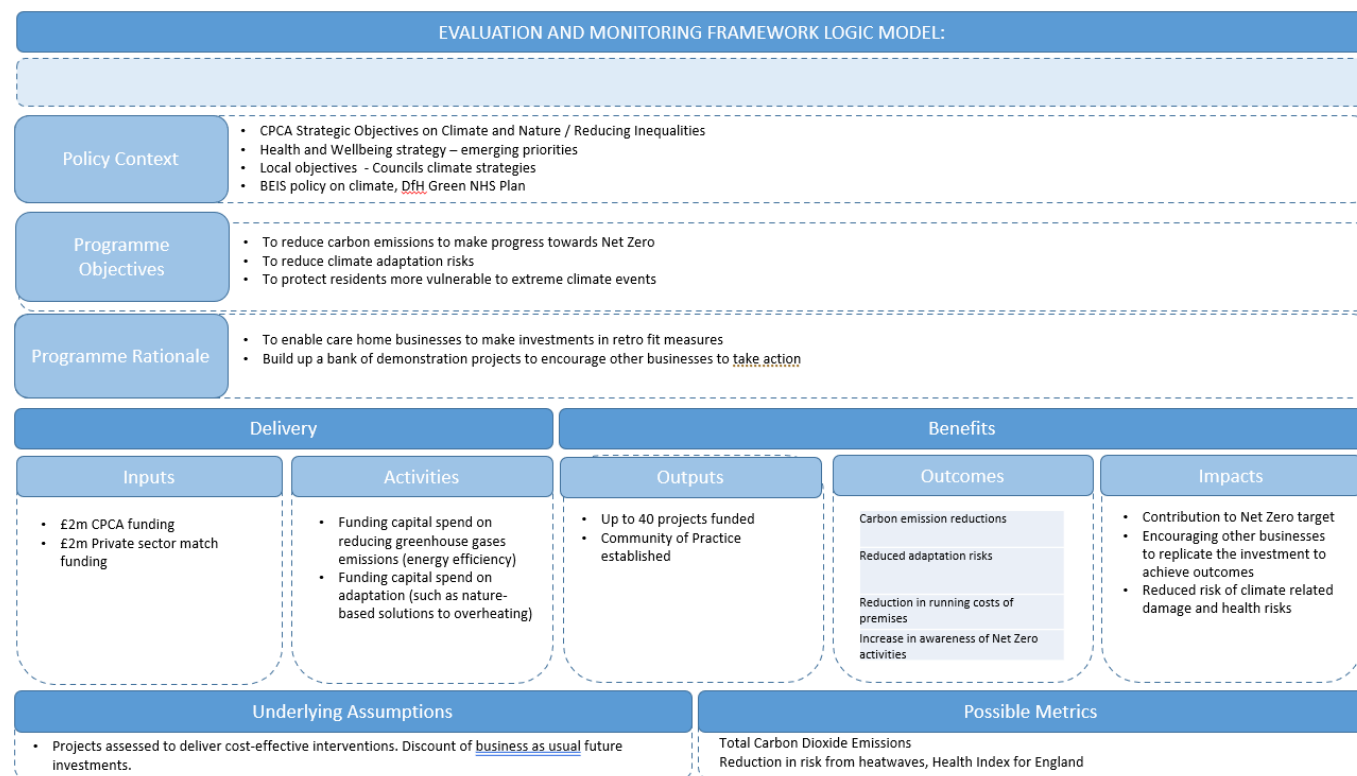 EVALUATION AND MONITORING FRAMEWORK LOGIC MODEL:
Policy Context
• CPCA Strategic Objectives on Climate and Nature / Reducing Inequalities
• Health and Wellbeing strategy – emerging priorities
• Local objectives - Councils climate strategies
• BEIS policy on climate, DfH Green NHS Plan
Programme
Objectives
• To reduce carbon emissions to make progress towards Net Zero
• To reduce climate adaptation risks
• To protect residents more vulnerable to extreme climate events
Programme Rationale
• To enable care home businesses to make investments in retro fit measures
• Build up a bank of demonstration projects to encourage other businesses to take action
Delivery
Benefits
Inputs
• £2m CPCA funding
• £2m Private sector match
funding
Activities
• Funding capital spend on
reducing greenhouse gases
emissions (energy efficiency)
• Funding capital spend on
adaptation (such as nature-
based solutions to overheating)
Outputs
• Up to 40 projects funded
• Community of Practice
established
Outcomes
Carbon emission reductions
Reduced adaptation risks
Reduction in running costs of
premises
Increase in awareness of Net Zero
activities
Impacts
• Contribution to Net Zero target
• Encouraging other businesses
to replicate the investment to
achieve outcomes
• Reduced risk of climate related
damage and health risks
Underlying Assumptions
• Projects assessed to deliver cost-effective interventions. Discount of business as usual future
investments.
Possible Metrics
Total Carbon Dioxide Emissions
Reduction in risk from heatwaves, Health Index for England